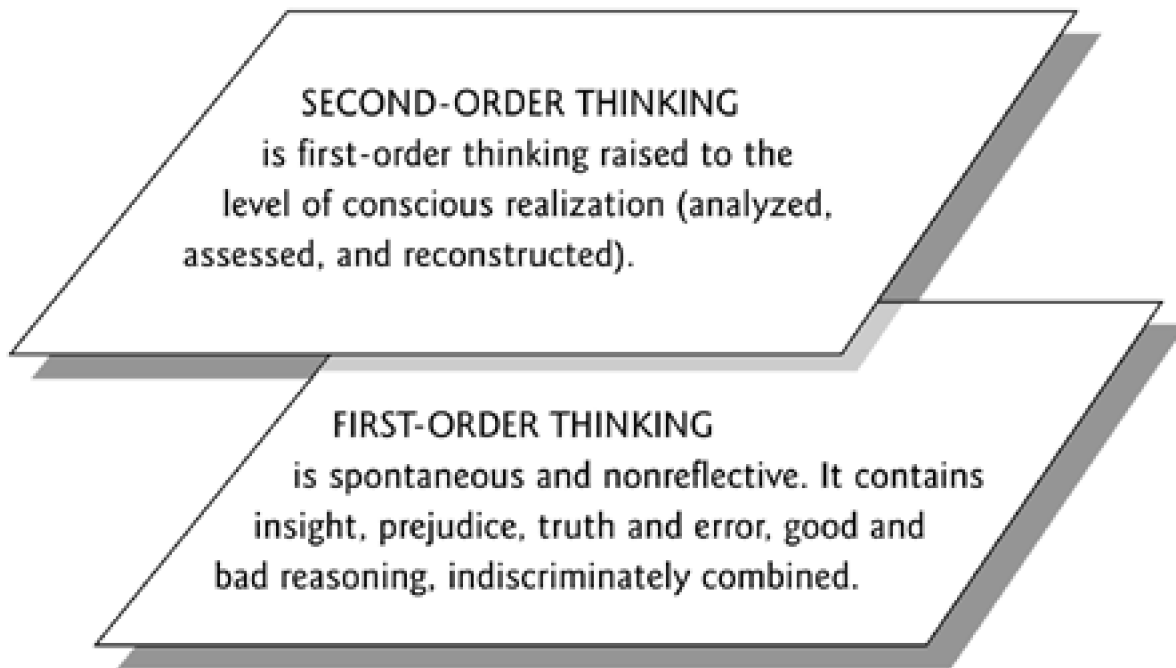 SECOND-ORDER THINKING
is first-order thinking raised to the
level of conscious realization (analyzed,
assessed, and reconstructed).
FIRST-ORDER THINKING
is spontaneous and nonreflective. It contains
insight, prejudice, truth and error, good and
bad reasoning, indiscriminately combined.